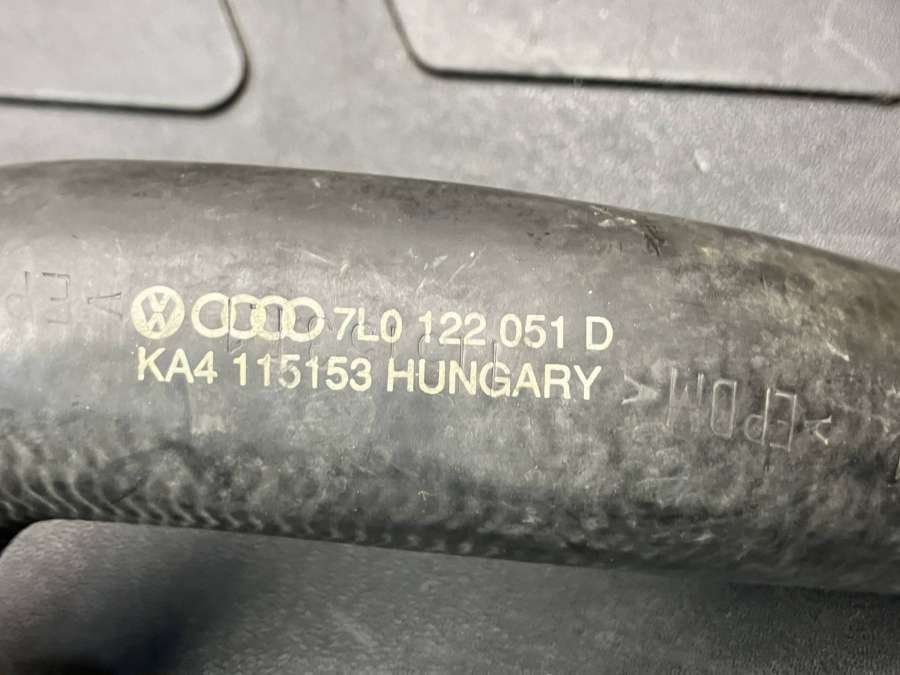 7L0 122 051 D
KA4 115153 HUNGARY
>EPDM<